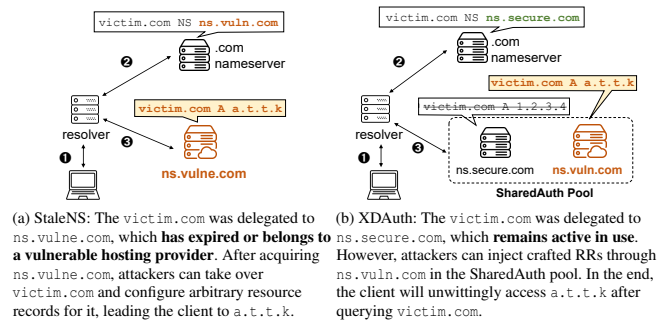 victim.com NS ns.vuln.com
.com
nameserver
❷
victim.com A a.t.t.k
resolver
❶
❸
ns.vulne.com
(a) StaleNS: The victim.com was delegated to
ns.vulne.com, which has expired or belongs to
a vulnerable hosting provider. After acquiring
ns.vulne.com, attackers can take over
victim.com and configure arbitrary resource
records for it, leading the client to a.t.t.k.
victim.com NS ns.secure.com
.com
nameserver
❷
victim.com A a.t.t.k
victim.com A 1.2.3.4
resolver
❶
❸
ns.secure.com
ns.vuln.com
SharedAuth Pool
(b) XDAuth: The victim.com was delegated to
ns.secure.com, which remains active in use.
However, attackers can inject crafted RRs through
ns.vuln.com in the SharedAuth pool. In the end,
the client will unwittingly access a.t.t.k after
querying victim.com.